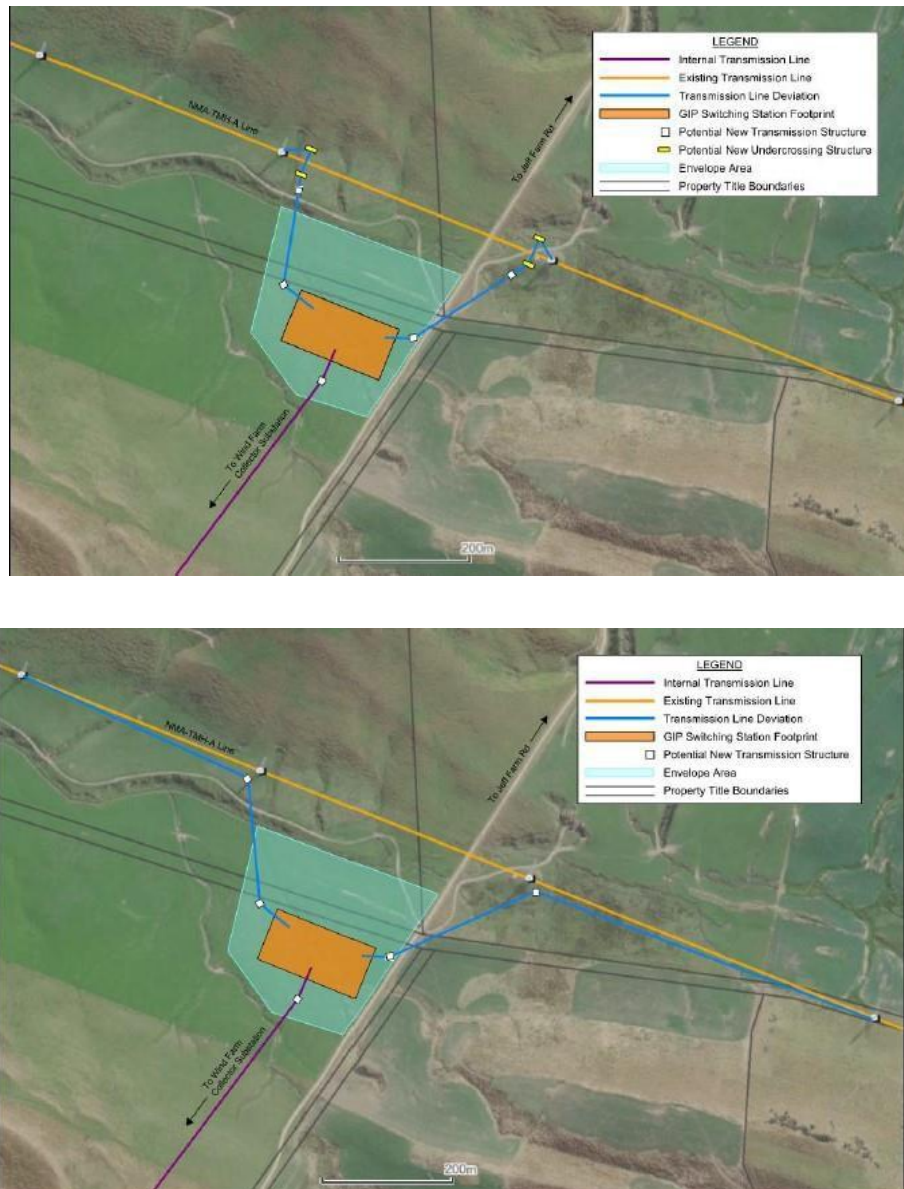 LEGEND
Internal Transmission Line
Existing Transmission Line
Transmission Line Deviation
GIP Switching Station Footprint
Potential New Transmission Structure
Potential New Undercrossing Structure
Envelope Area
Property Title Boundaries
NMA-TMH-A Line
To Jeff Farm Rd
To Wind Farm
Collector Substation
200m
LEGEND
Internal Transmission Line
Existing Transmission Line
Transmission Line Deviation
GIP Switching Station Footprint
Potential New Transmission Structure
Envelope Area
Property Title Boundaries
NMA-TMH-A Line
To Jeff Farm Rd
To Wind Farm
Collector Substation
200m